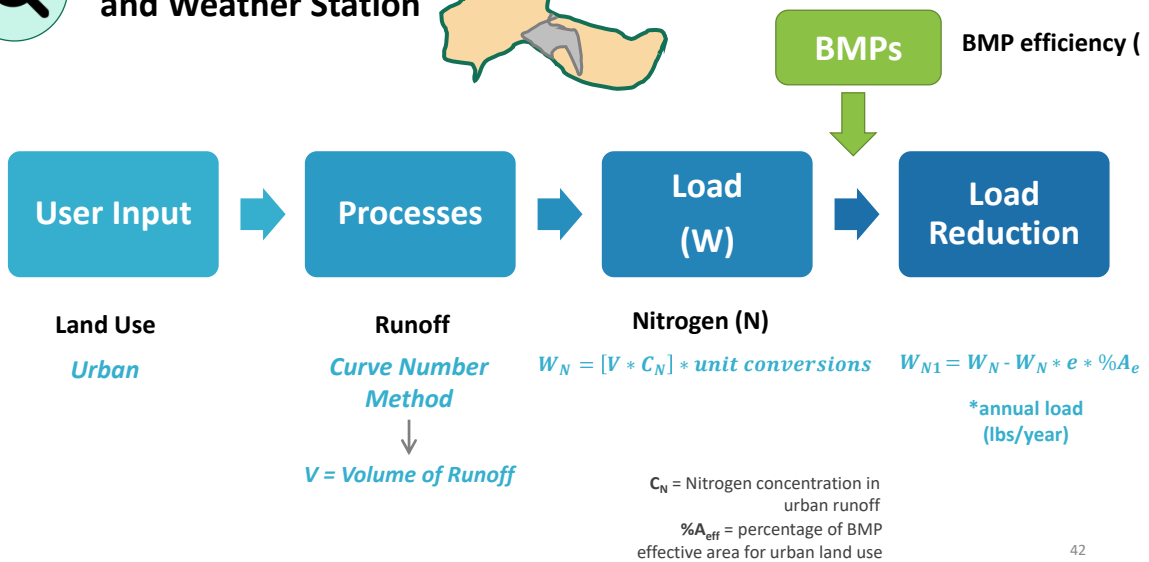 and Weather Station
BMPs
BMP efficiency (
User Input
Processes
Load
(W)
Load
Reduction
Land Use
Urban
Runoff
Curve Number
Method
V = Volume of Runoff
Nitrogen (N)
W_N = [V * C_N] * unit conversions
W_N1 = W_N - W_N * e * %A_e
*annual load
(lbs/year)
C_N = Nitrogen concentration in
urban runoff
%A_eff = percentage of BMP
effective area for urban land use
42